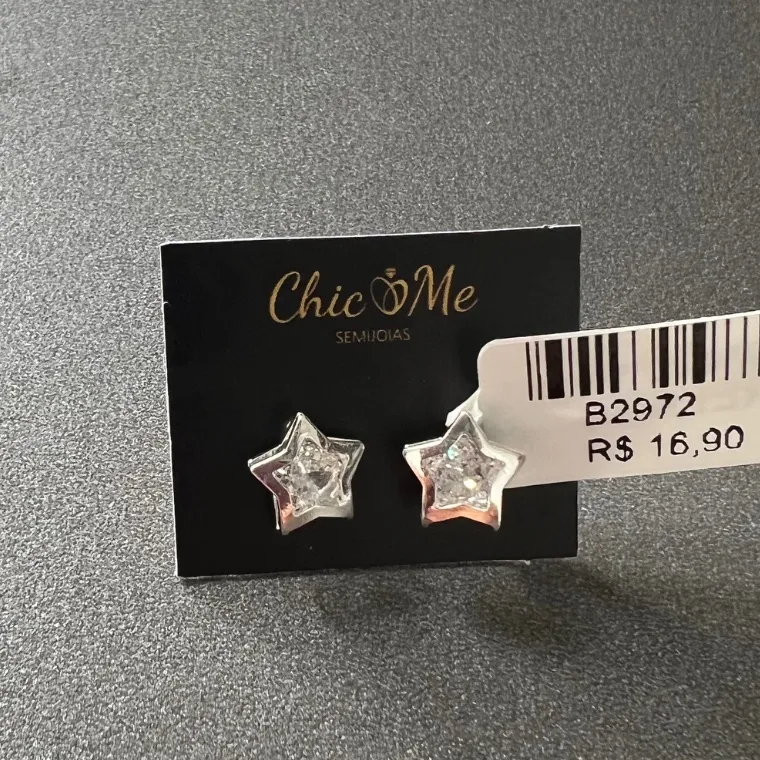 Chic Me
SEMIJOIAS
B2972
R$ 16,90